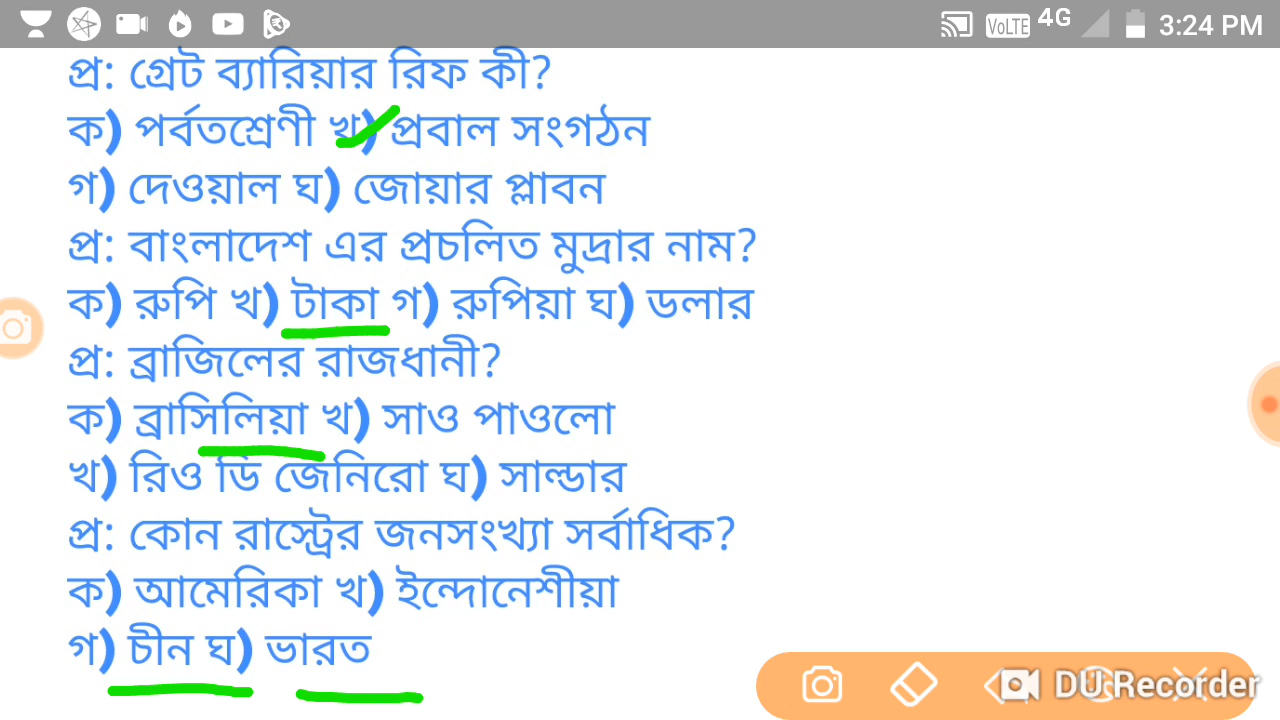 VoLTE 4G 3:24 PM
প্র: গ্রেট ব্যারিয়ার রিফ কী?
ক) পর্বতশ্রেণী খ) প্রবাল সংগঠন
গ) দেওয়াল ঘ) জোয়ার প্লাবন
প্র: বাংলাদেশ এর প্রচলিত মুদ্রার নাম?
ক) রুপি খ) টাকা গ) রুপিয়া ঘ) ডলার
প্র: ব্রাজিলের রাজধানী?
ক) ব্রাসিলিয়া খ) সাও পাওলো
খ) রিও ডি জেনিরো ঘ) সাল্ডার
প্র: কোন রাস্ট্রের জনসংখ্যা সর্বাধিক?
ক) আমেরিকা খ) ইন্দোনেশীয়া
গ) চীন ঘ) ভারত
DU Recorder